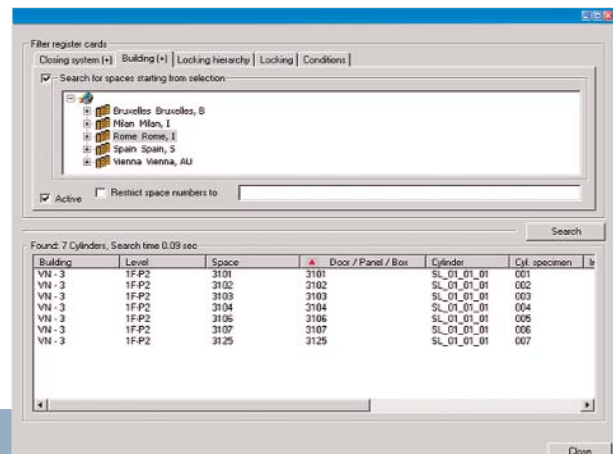 Filter register cards
Closing system (+) Building (+) Locking hierarchy Locking Conditions
Search for spaces starting from selection
Bruxelles Bruxelles, B
Milan Milan, I
Rome Rome, I
Spain Spain, S
Vienna Vienna, AU
Active Restrict space numbers to
Search
Found: 7 Cylinders, Search time 0.09 sec
Building Level Space Door / Panel / Box Cylinder Cyl. specimen
VN - 3 1F-P2 3101 3101 SL_01_01_01 001
VN - 3 1F-P2 3102 3102 SL_01_01_01 002
VN - 3 1F-P2 3103 3103 SL_01_01_01 003
VN - 3 1F-P2 3104 3104 SL_01_01_01 004
VN - 3 1F-P2 3106 3106 SL_01_01_01 005
VN - 3 1F-P2 3107 3107 SL_01_01_01 006
VN - 3 1F-P2 3125 3125 SL_01_01_01 007
Close